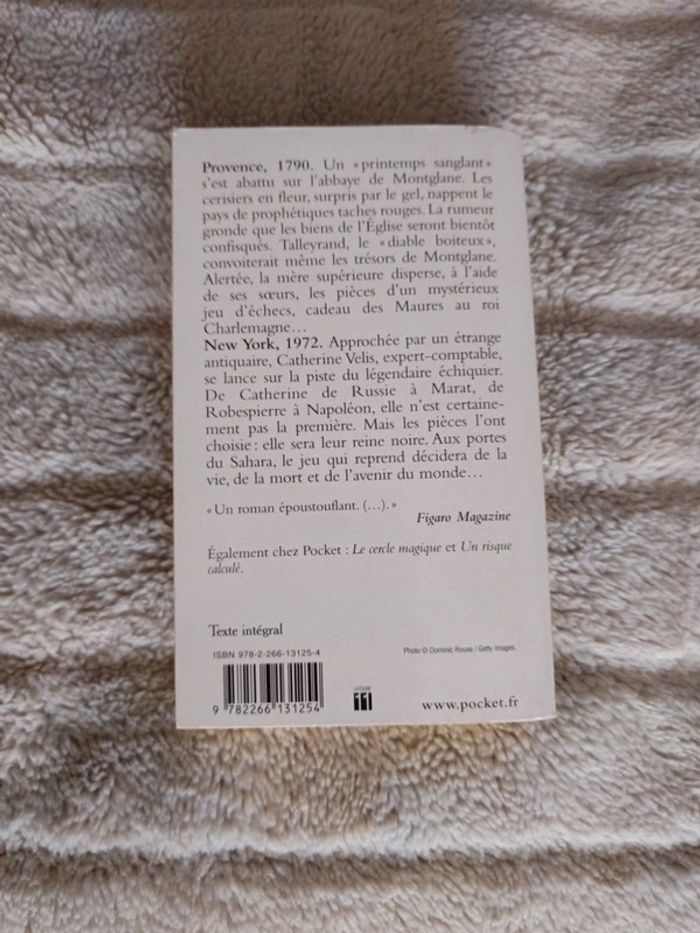 Provence, 1790. Un « printemps sanglant »
s'est abattu sur l'abbaye de Montglane. Les
cerisiers en fleur, surpris par le gel, nappent le
pays de prophétiques taches rouges. La rumeur
gronde que les biens de l'Église seront bientôt
confisqués. Talleyrand, le « diable boiteux »,
convoiterait même les trésors de Montglane.
Alertée, la mère supérieure disperse, à l'aide
de ses sœurs, les pièces d'un mystérieux
jeu d'échecs, cadeau des Maures au roi
Charlemagne…
New York, 1972. Approchée par un étrange
antiquaire, Catherine Velis, expert-comptable,
se lance sur la piste du légendaire échiquier.
De Catherine de Russie à Marat, de
Robespierre à Napoléon, elle n'est certaine-
ment pas la première. Mais les pièces l'ont
choisie : elle sera leur reine noire. Aux portes
du Sahara, le jeu qui reprend décidera de la
vie, de la mort et de l'avenir du monde…
« Un roman époustouflant. (…). »
Figaro Magazine
Également chez Pocket : Le cercle magique et Un risque
calculé.
Texte intégral
ISBN 978-2-266-13125-4
Photo © Dominic Rouse / Getty Images
9 782266 131254
www.pocket.fr